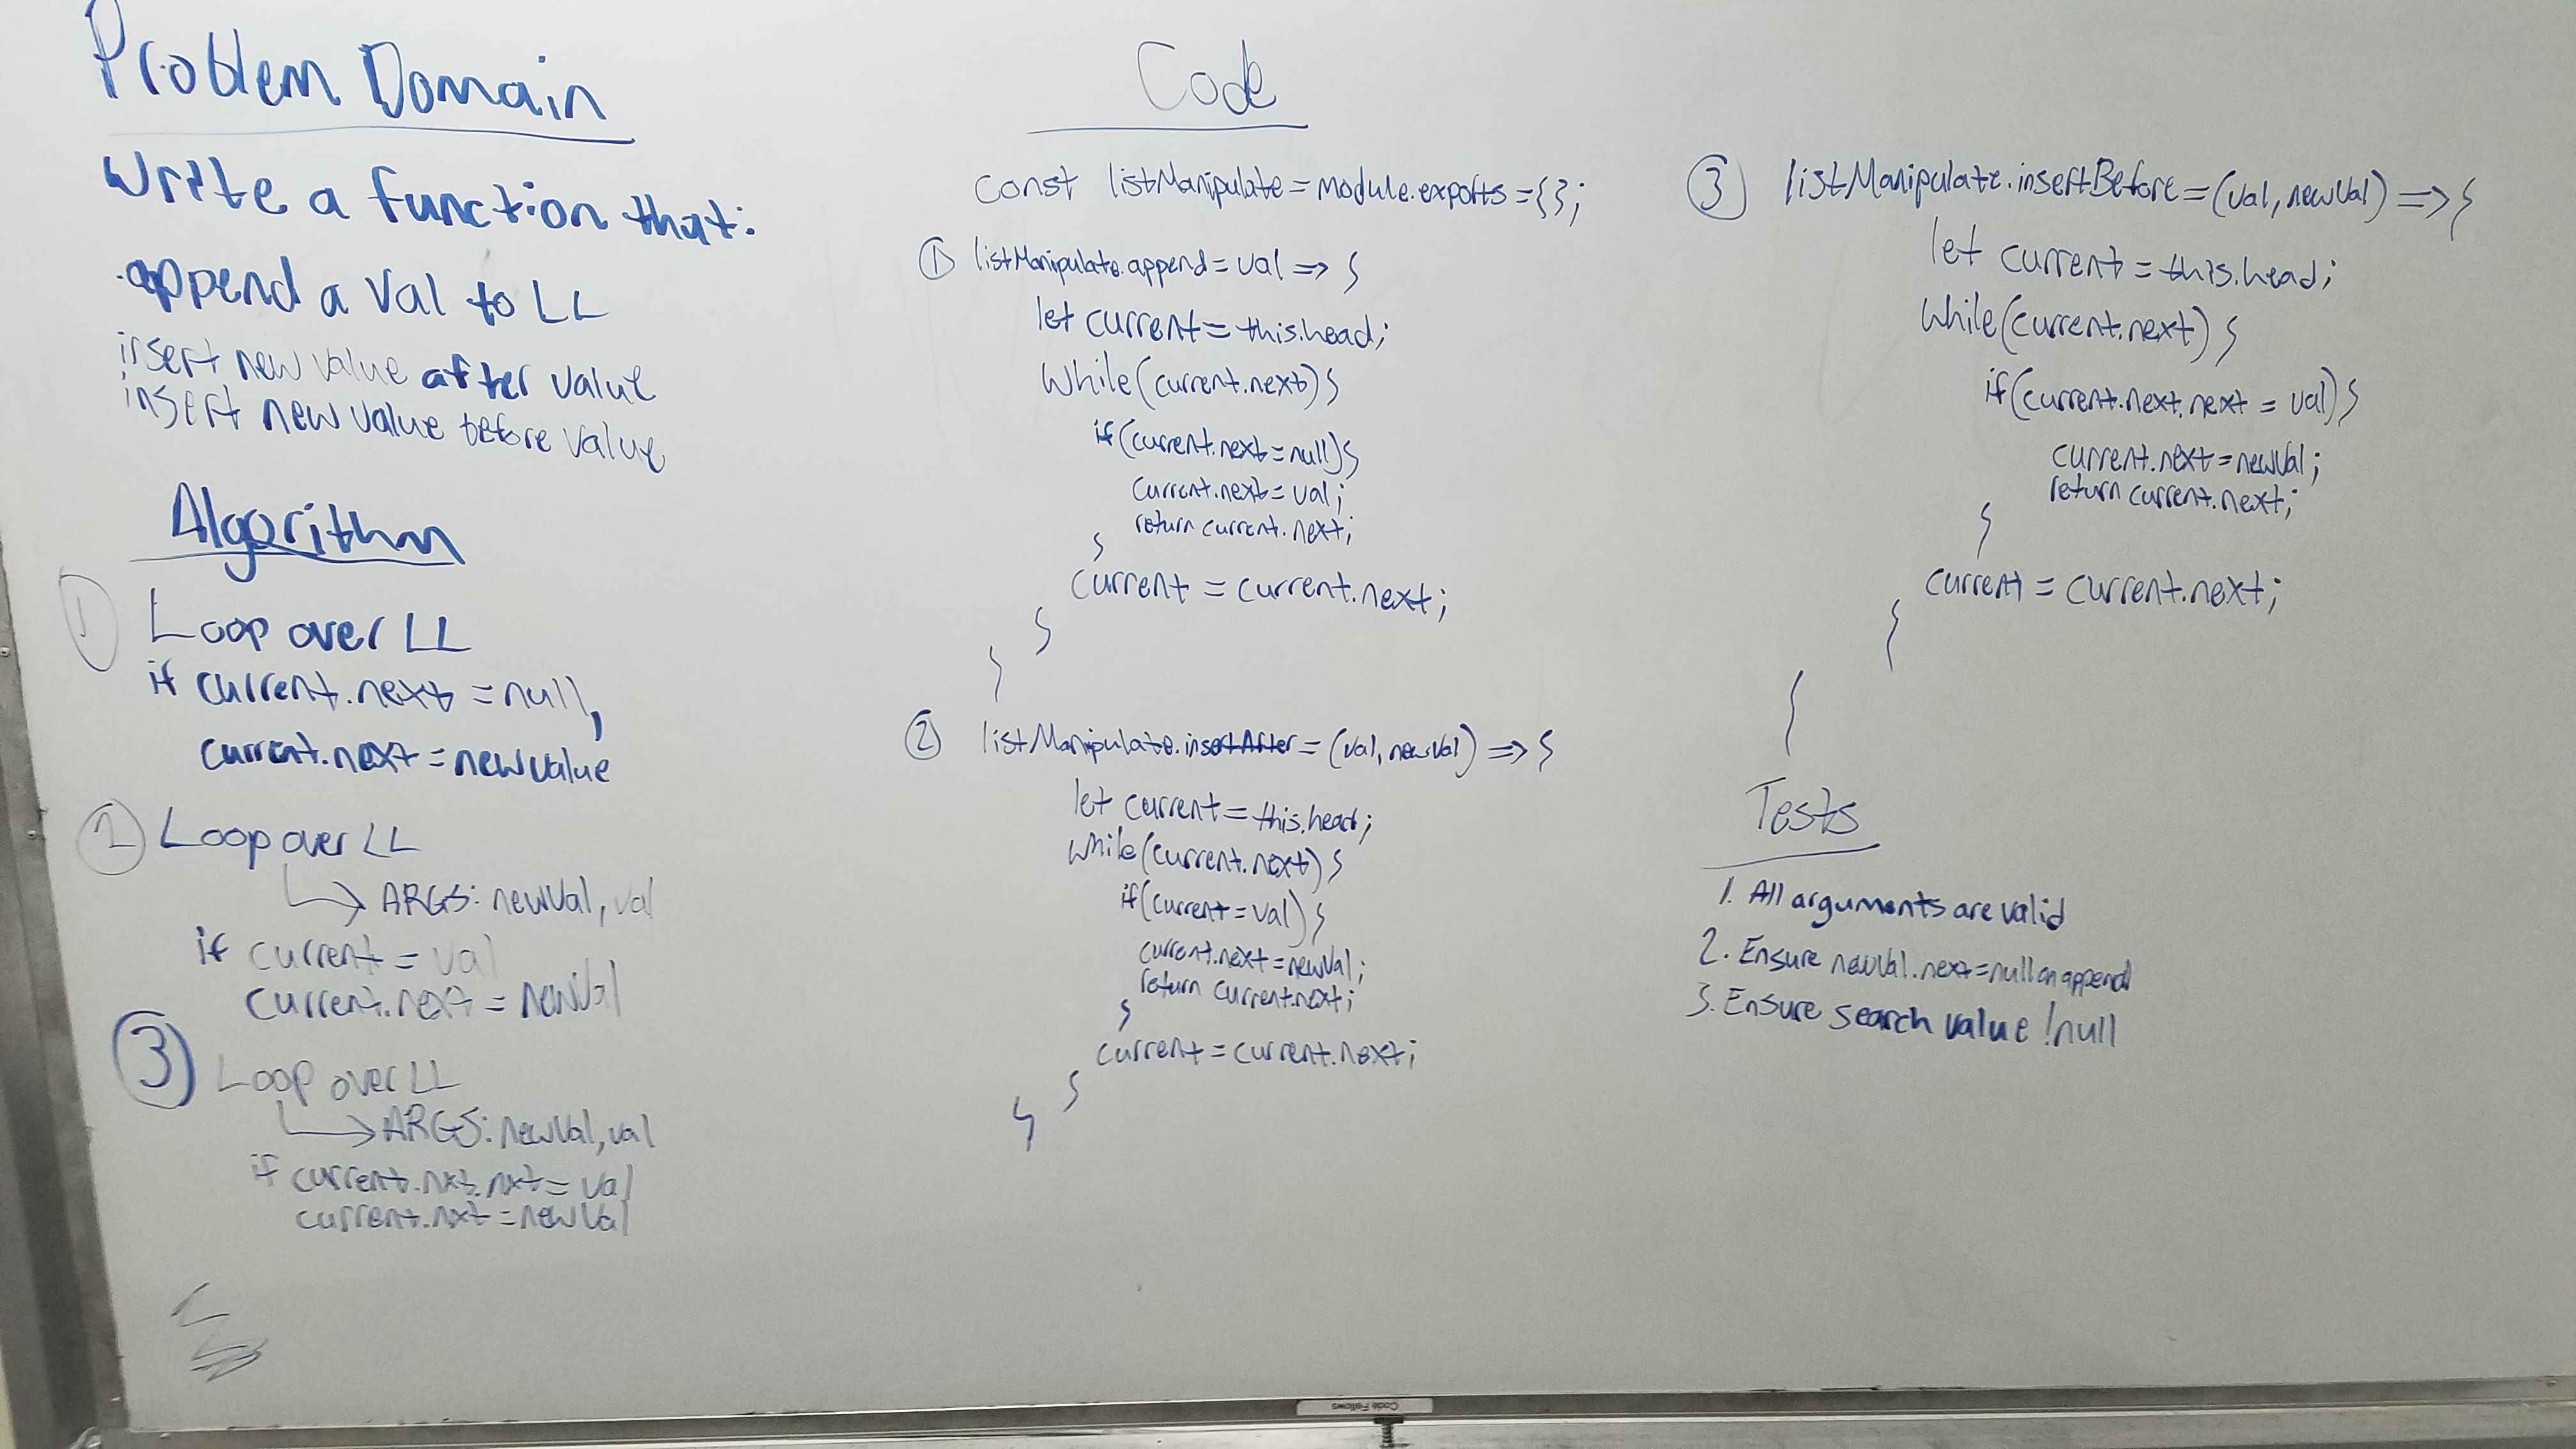 Problem Domain
Write a function that:
.append a val to LL
insert new value after value
insert new value before value
Algorithm
1 Loop over LL
if current.next = null,
current.next = new value
2 Loop over LL
ARGS: newVal, val
if current = val
current.next = newVal
3 Loop over LL
ARGS: newVal, val
if current.nxt.nxt = val
current.nxt = newVal
Code
const listManipulate = module.exports = {};
1 listManipulate.append = val => {
let current = this.head;
while(current.next) {
if(current.next = null) {
current.next = val;
return current.next;
}
current = current.next;
}
}
2 listManipulate.insertAfter = (val, newVal) => {
let current = this.head;
while(current.next) {
if(current = val) {
current.next = newVal;
return current.next;
}
current = current.next;
}
}
3 listManipulate.insertBefore = (val, newVal) => {
let current = this.head;
while(current.next) {
if(current.next.next = val) {
current.next = newVal;
return current.next;
}
current = current.next;
}
}
Tests
1. All arguments are valid
2. Ensure newVal.next = null on append
3. Ensure search value !null
Code Fellows